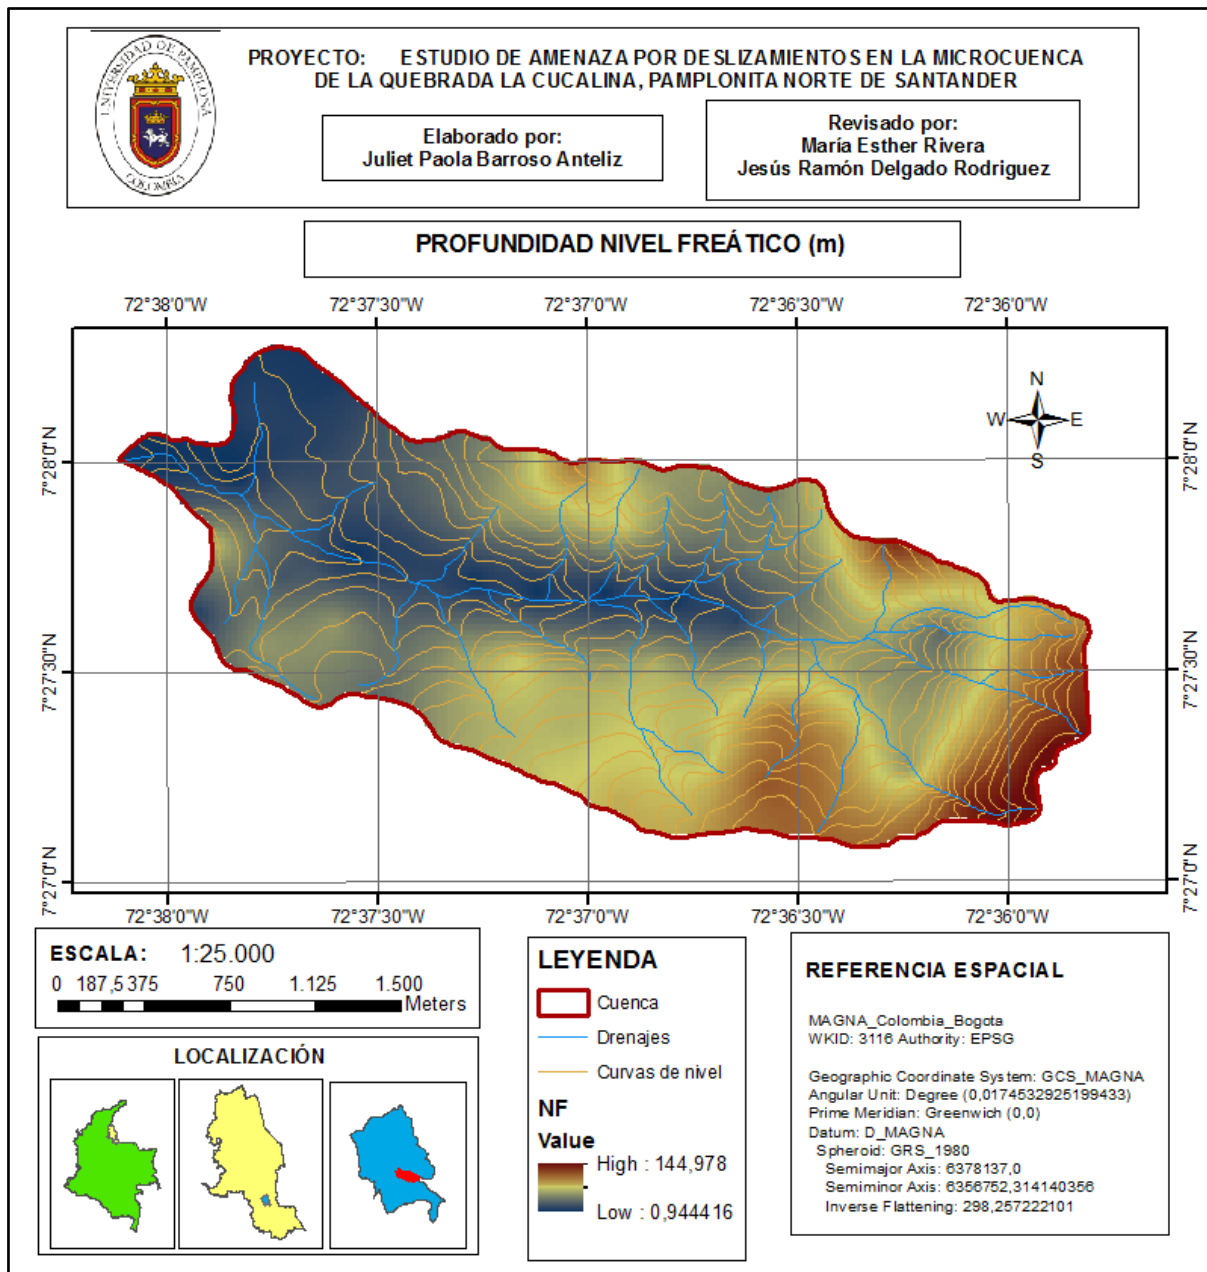 UNIVERSIDAD DE PAMPLONA
COLOMBIA
PROYECTO: ESTUDIO DE AMENAZA POR DESLIZAMIENTOS EN LA MICROCUENCA
DE LA QUEBRADA LA CUCALINA, PAMPLONITA NORTE DE SANTANDER
Elaborado por:
Juliet Paola Barroso Anteliz
Revisado por:
María Esther Rivera
Jesús Ramón Delgado Rodriguez
PROFUNDIDAD NIVEL FREÁTICO (m)
72°38'0"W 72°37'30"W 72°37'0"W 72°36'30"W 72°36'0"W
N
W E
S
7°28'0"N 7°28'0"N
7°27'30"N 7°27'30"N
7°27'0"N 7°27'0"N
72°38'0"W 72°37'30"W 72°37'0"W 72°36'30"W 72°36'0"W
ESCALA: 1:25.000
0 187,5 375 750 1.125 1.500
Meters
LOCALIZACIÓN
LEYENDA
Cuenca
Drenajes
Curvas de nivel
NF
Value
High : 144,978
Low : 0,944416
REFERENCIA ESPACIAL
MAGNA_Colombia_Bogota
WKID: 3116 Authority: EPSG
Geographic Coordinate System: GCS_MAGNA
Angular Unit: Degree (0,0174532925199433)
Prime Meridian: Greenwich (0,0)
Datum: D_MAGNA
Spheroid: GRS_1980
Semimajor Axis: 6378137,0
Semiminor Axis: 6356752,314140356
Inverse Flattening: 298,257222101